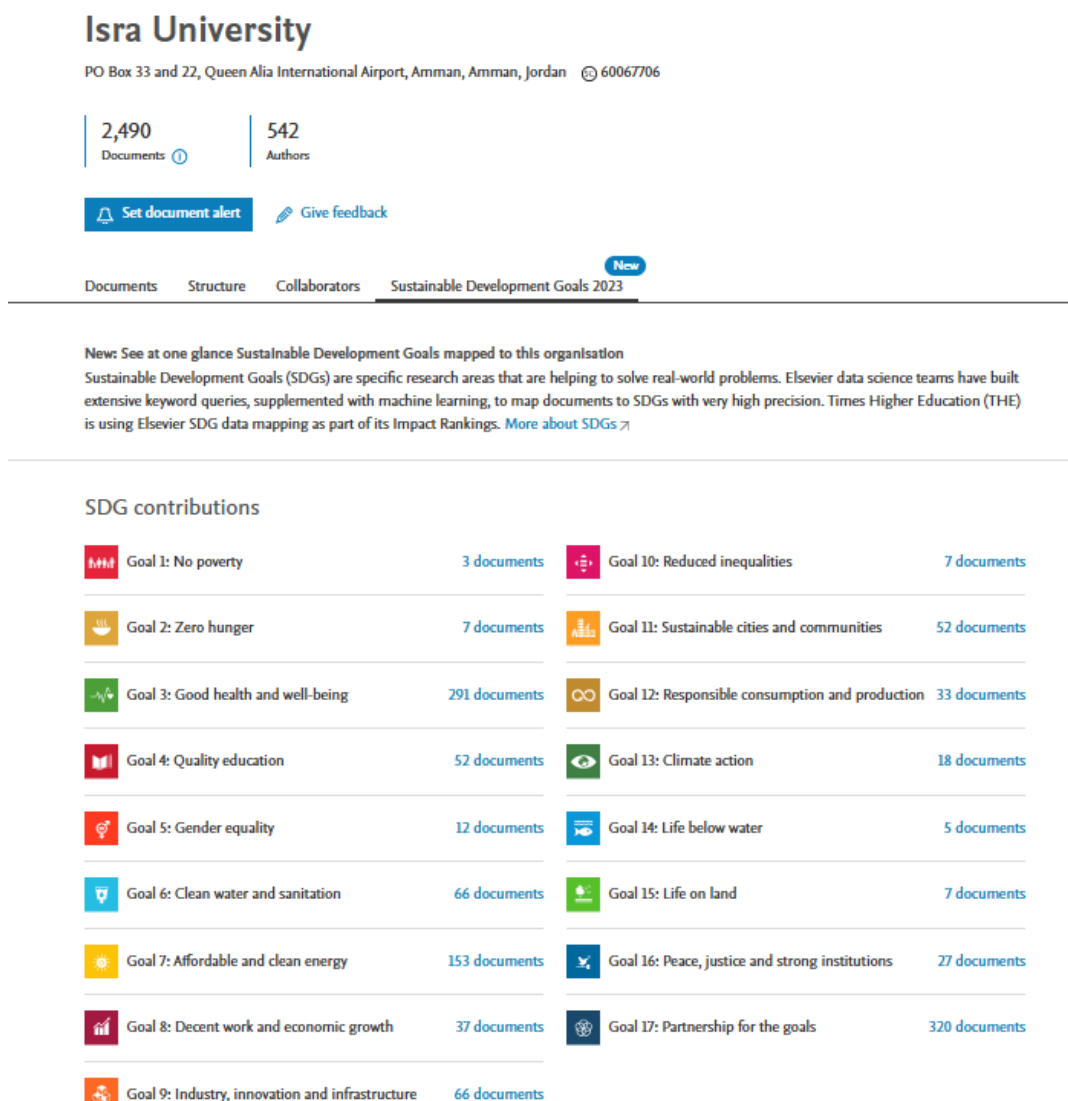 Isra University
PO Box 33 and 22, Queen Alia International Airport, Amman, Amman, Jordan SC 60067706
2,490
Documents
542
Authors
Set document alert
Give feedback
New
Documents
Structure
Collaborators
Sustainable Development Goals 2023
New: See at one glance Sustainable Development Goals mapped to this organisation
Sustainable Development Goals (SDGs) are specific research areas that are helping to solve real-world problems. Elsevier data science teams have built
extensive keyword queries, supplemented with machine learning, to map documents to SDGs with very high precision. Times Higher Education (THE)
is using Elsevier SDG data mapping as part of its Impact Rankings. More about SDGs
SDG contributions
Goal 1: No poverty 3 documents
Goal 2: Zero hunger 7 documents
Goal 3: Good health and well-being 291 documents
Goal 4: Quality education 52 documents
Goal 5: Gender equality 12 documents
Goal 6: Clean water and sanitation 66 documents
Goal 7: Affordable and clean energy 153 documents
Goal 8: Decent work and economic growth 37 documents
Goal 9: Industry, innovation and infrastructure 66 documents
Goal 10: Reduced inequalities 7 documents
Goal 11: Sustainable cities and communities 52 documents
Goal 12: Responsible consumption and production 33 documents
Goal 13: Climate action 18 documents
Goal 14: Life below water 5 documents
Goal 15: Life on land 7 documents
Goal 16: Peace, justice and strong institutions 27 documents
Goal 17: Partnership for the goals 320 documents